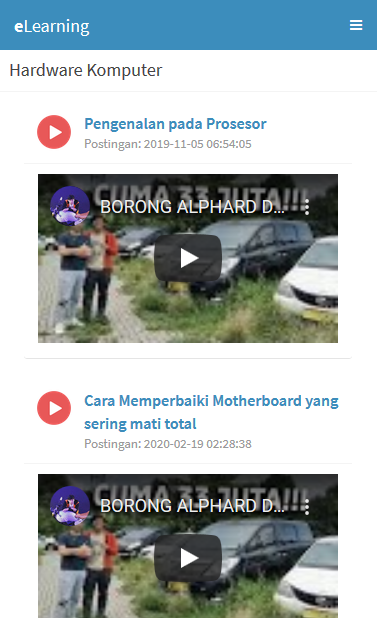 eLearning
Hardware Komputer
Pengenalan pada Prosesor
Postingan: 2019-11-05 06:54:05
CUMA 33 JUTA!!!
BORONG ALPHARD D...
Cara Memperbaiki Motherboard yang
sering mati total
Postingan: 2020-02-19 02:28:38
CUMA 33 JUTA!!!
BORONG ALPHARD D...